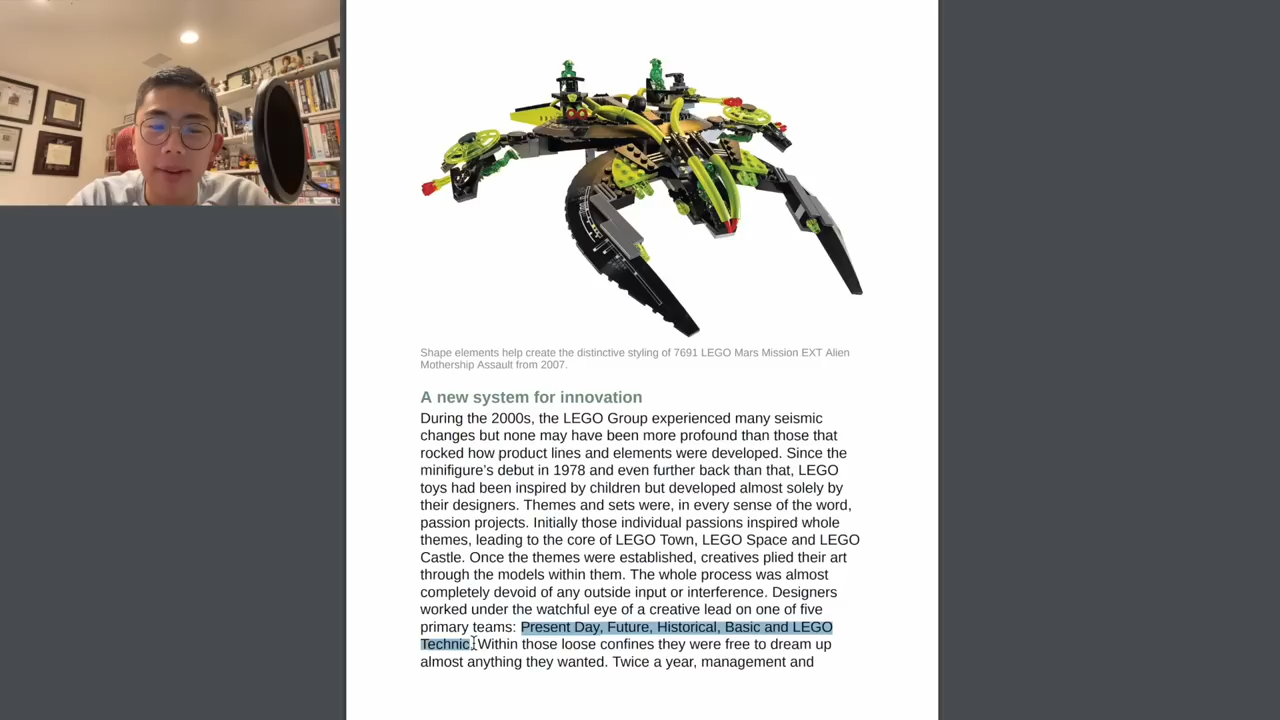 Shape elements help create the distinctive styling of 7691 LEGO Mars Mission EXT Alien
Mothership Assault from 2007.
A new system for innovation
During the 2000s, the LEGO Group experienced many seismic
changes but none may have been more profound than those that
rocked how product lines and elements were developed. Since the
minifigure’s debut in 1978 and even further back than that, LEGO
toys had been inspired by children but developed almost solely by
their designers. Themes and sets were, in every sense of the word,
passion projects. Initially those individual passions inspired whole
themes, leading to the core of LEGO Town, LEGO Space and LEGO
Castle. Once the themes were established, creatives plied their art
through the models within them. The whole process was almost
completely devoid of any outside input or interference. Designers
worked under the watchful eye of a creative lead on one of five
primary teams: Present Day, Future, Historical, Basic and LEGO
Technic. Within those loose confines they were free to dream up
almost anything they wanted. Twice a year, management and